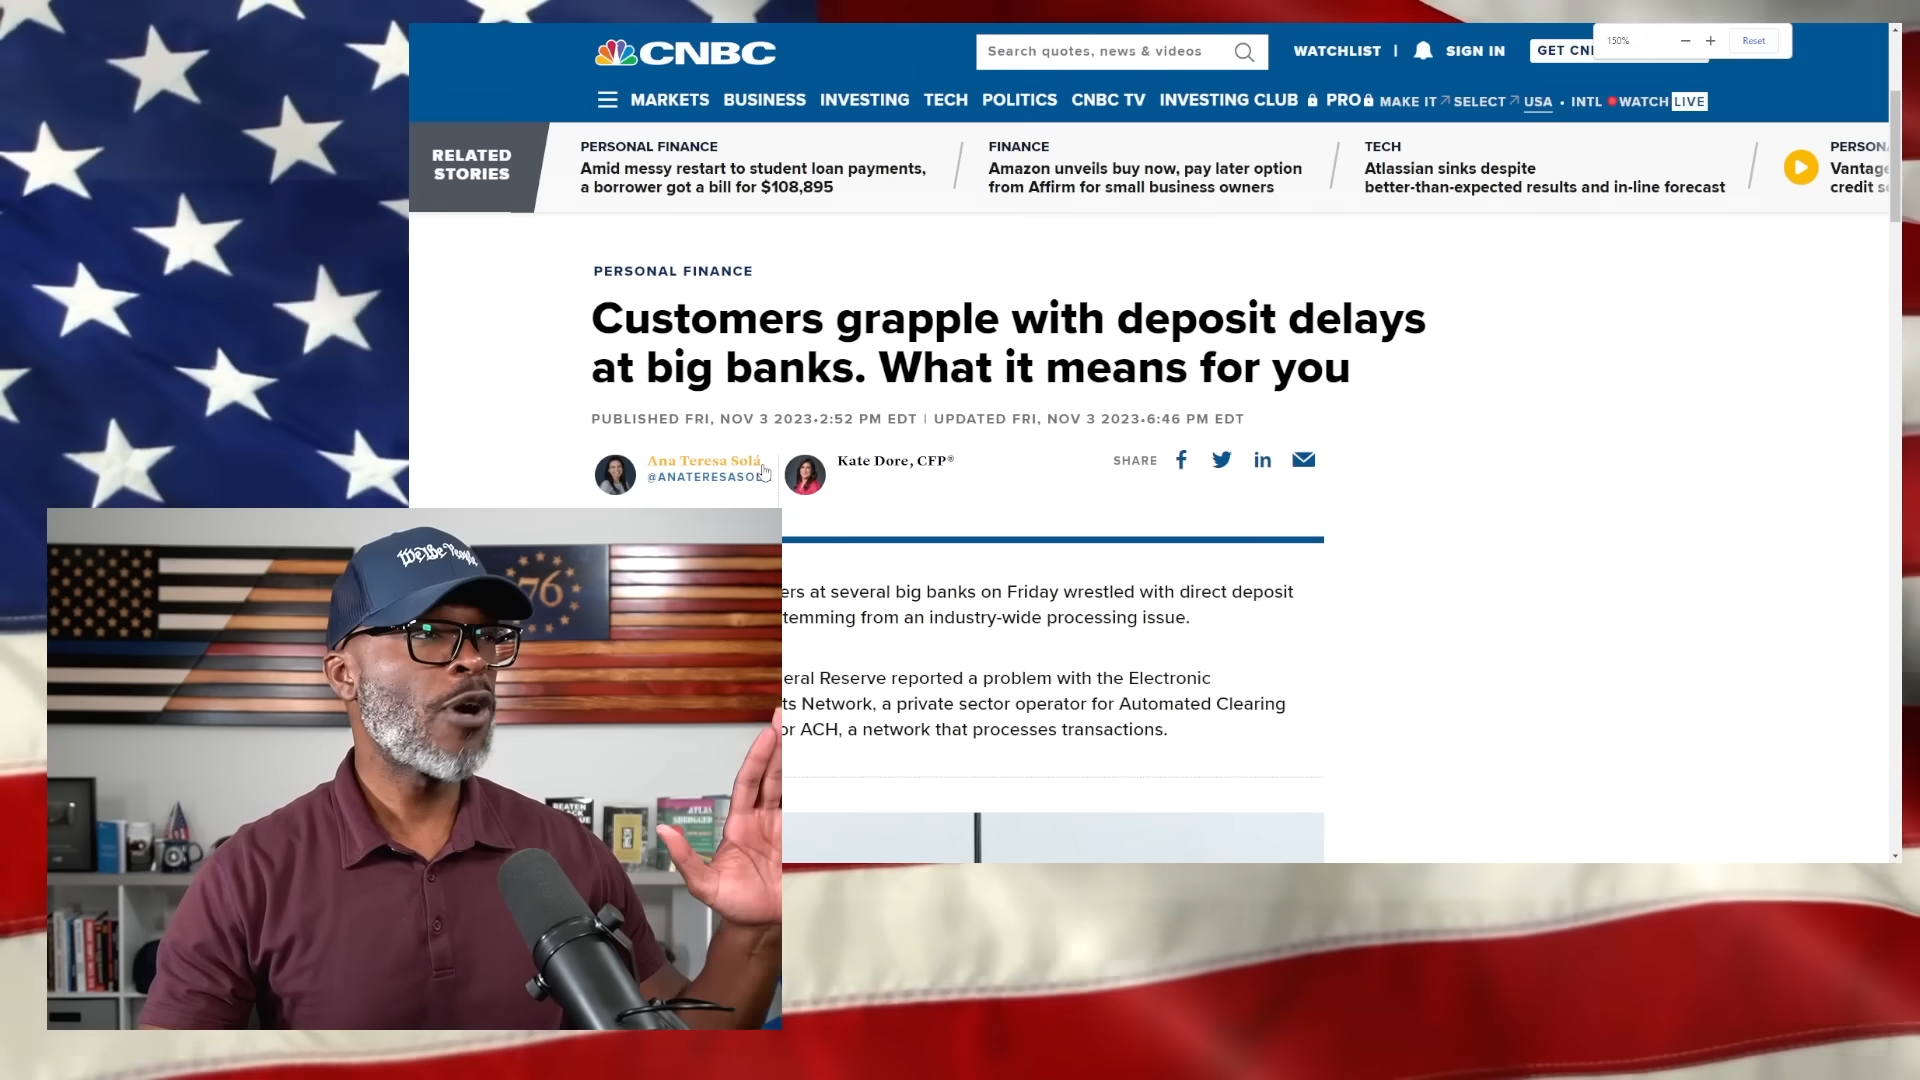 CNBC
Search quotes, news & videos
WATCHLIST | SIGN IN
GET CN
150% − + Reset
MARKETS BUSINESS INVESTING TECH POLITICS CNBC TV INVESTING CLUB PRO MAKE IT SELECT USA • INTL WATCH LIVE
RELATED
STORIES
PERSONAL FINANCE
Amid messy restart to student loan payments,
a borrower got a bill for $108,895
FINANCE
Amazon unveils buy now, pay later option
from Affirm for small business owners
TECH
Atlassian sinks despite
better-than-expected results and in-line forecast
PERSON
Vantage
credit s
PERSONAL FINANCE
Customers grapple with deposit delays
at big banks. What it means for you
PUBLISHED FRI, NOV 3 2023•2:52 PM EDT | UPDATED FRI, NOV 3 2023•6:46 PM EDT
Ana Teresa Solá
@ANATERESASOL
Kate Dore, CFP®
SHARE
ers at several big banks on Friday wrestled with direct deposit
temming from an industry-wide processing issue.
eral Reserve reported a problem with the Electronic
ts Network, a private sector operator for Automated Clearing
or ACH, a network that processes transactions.
We The People
76
BEATEN
ATLAS
SHRUGGED